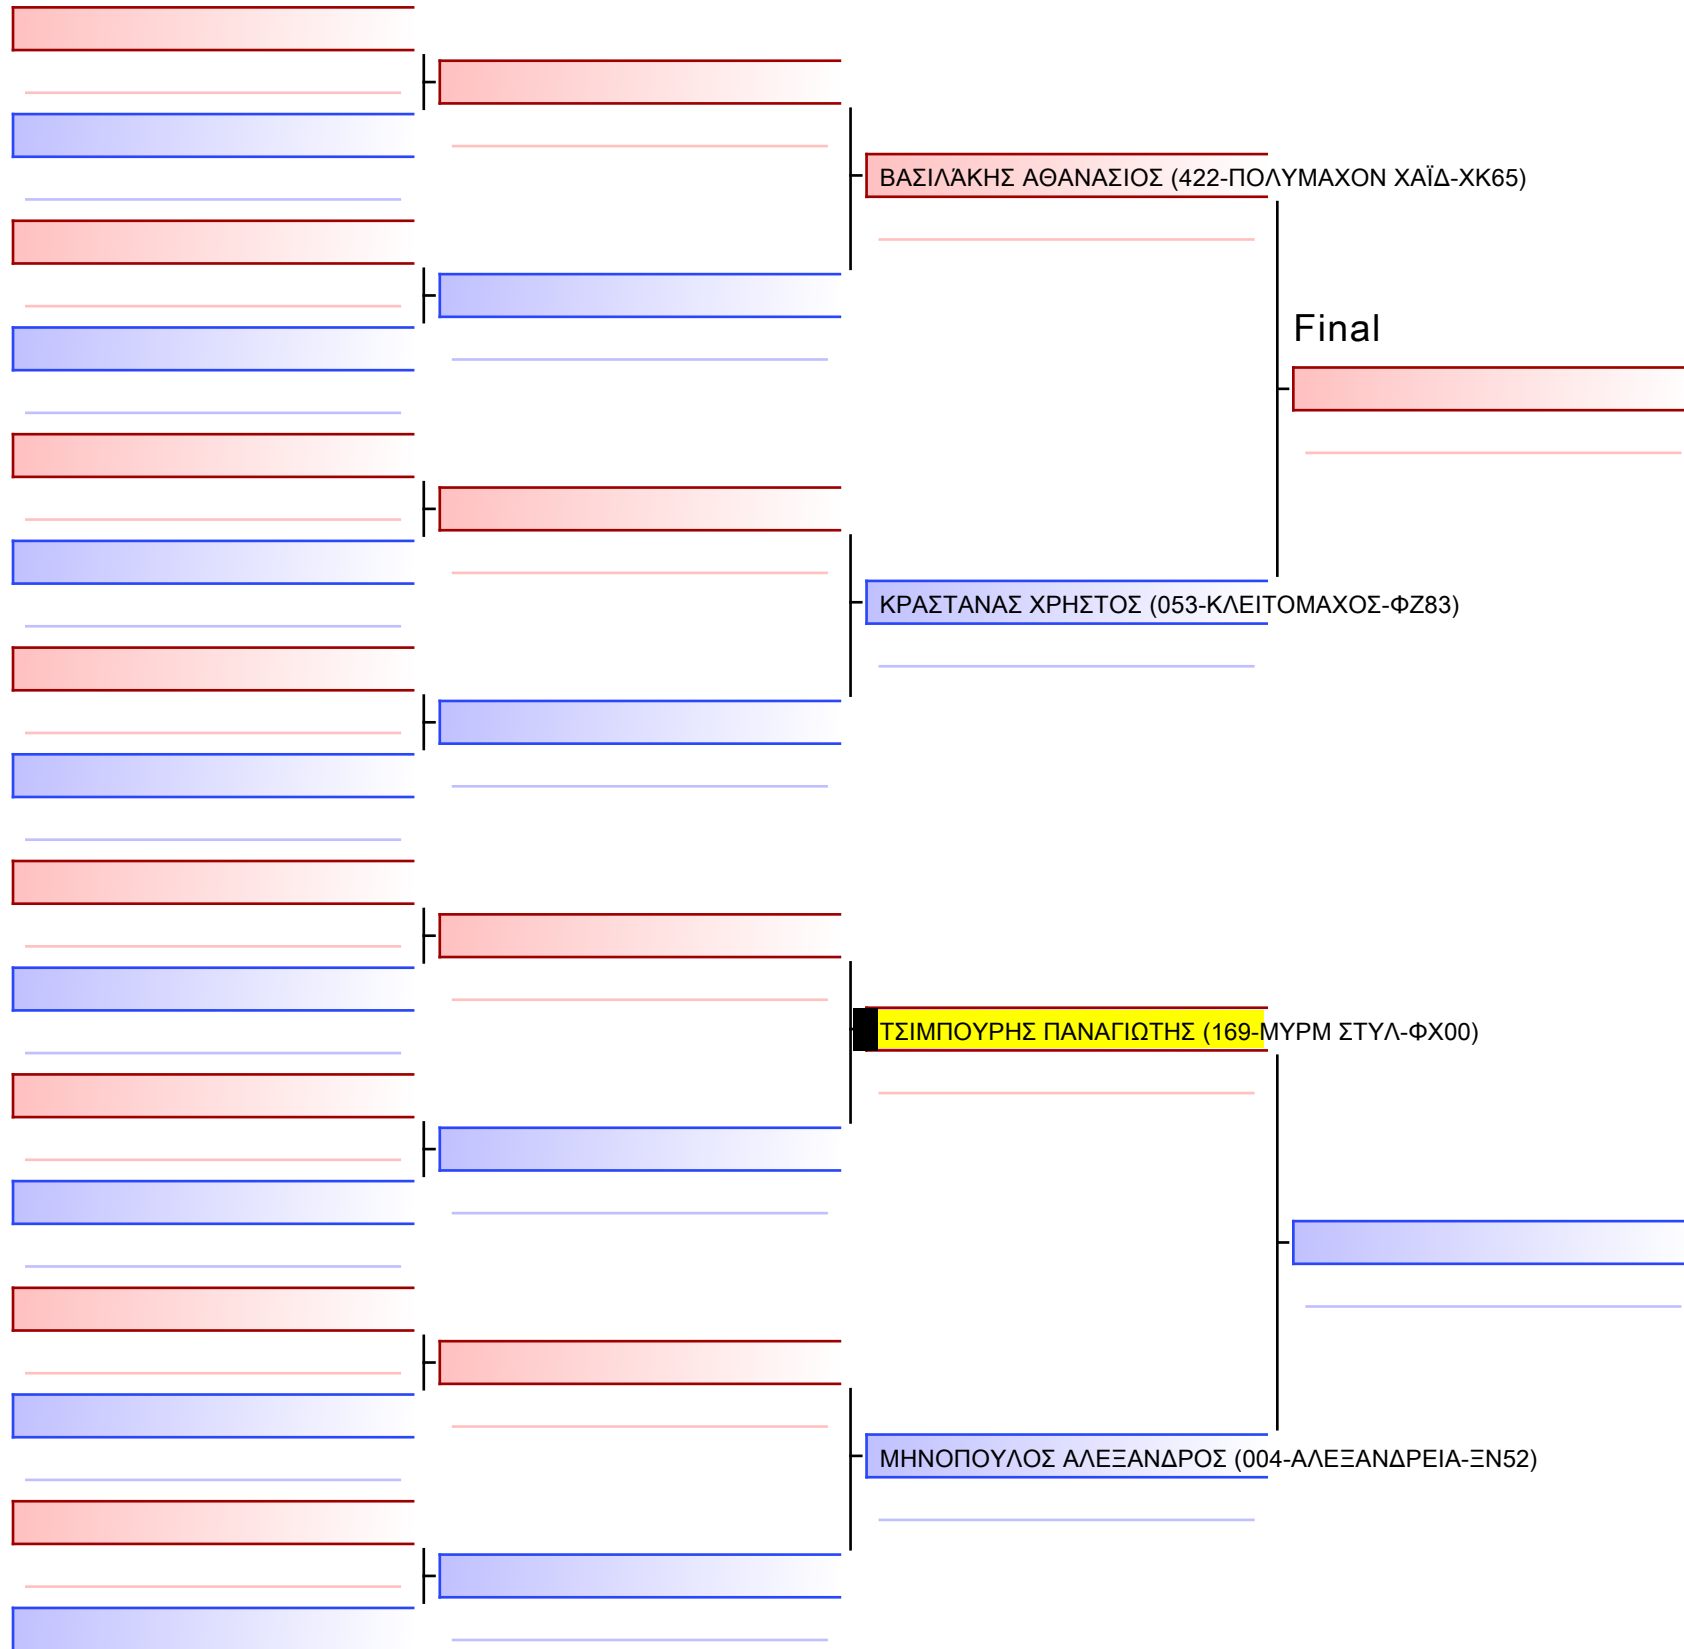 ΒΑΣΙΛΆΚΗΣ ΑΘΑΝΑΣΙΟΣ (422-ΠΟΛΥΜΑΧΟΝ ΧΑΪΔ-ΧΚ65)
Final
ΚΡΑΣΤΑΝΑΣ ΧΡΗΣΤΟΣ (053-ΚΛΕΙΤΟΜΑΧΟΣ-ΦΖ83)
ΤΣΙΜΠΟΥΡΗΣ ΠΑΝΑΓΙΩΤΗΣ (169-ΜΥΡΜ ΣΤΥΛ-ΦΧ00)
ΜΗΝΟΠΟΥΛΟΣ ΑΛΕΞΑΝΔΡΟΣ (004-ΑΛΕΞΑΝΔΡΕΙΑ-ΞΝ52)